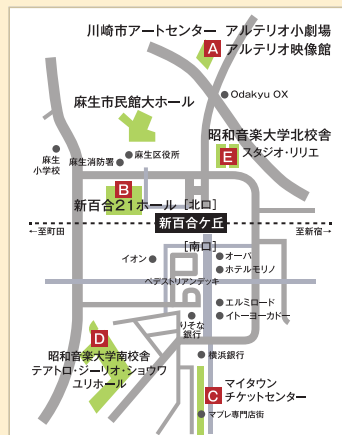 川崎市アートセンター アルテリオ小劇場
A アルテリオ映像館
Odakyu OX
麻生市民館大ホール
昭和音楽大学北校舎
E スタジオ・リリエ
麻生
小学校
麻生区役所
麻生消防署
B
新百合21ホール
[北口]
新百合ケ丘
←至町田
至新宿→
[南口]
イオン
オーパ
ホテルモリノ
ペデストリアンデッキ
エルミロード
イトーヨーカドー
りそな
銀行
D
昭和音楽大学南校舎
テアトロ・ジーリオ・ショウワ
ユリホール
横浜銀行
C マイタウン
チケットセンター
マプレ専門店街